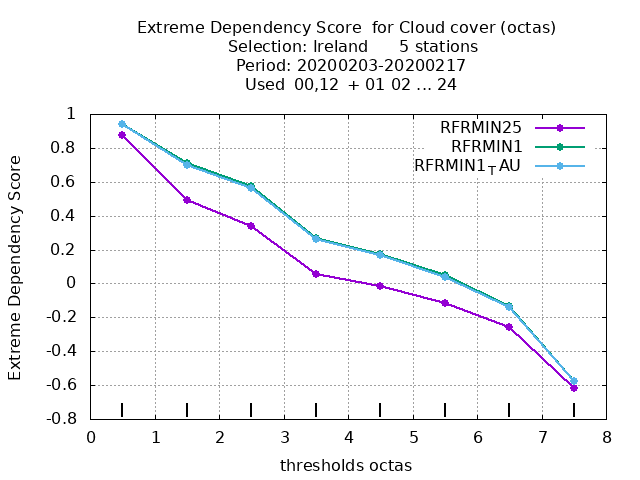 Extreme Dependency Score  for Cloud cover (octas)
Selection: Ireland      5 stations
Period: 20200203-20200217
Used  00,12  + 01 02 ... 24
RFRMIN25
RFRMIN1
RFRMIN1TAU
Extreme Dependency Score
1
0.8
0.6
0.4
0.2
0
-0.2
-0.4
-0.6
-0.8
0 1 2 3 4 5 6 7 8
thresholds octas